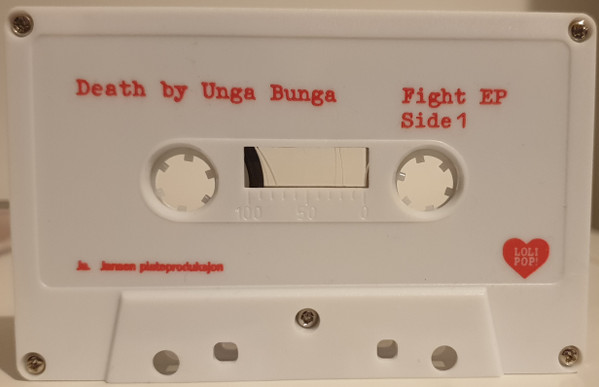 Death by Unga Bunga
Fight EP
Side 1
100 50 0
Ja. Jansen plateproduksjon
LOLI
POP!